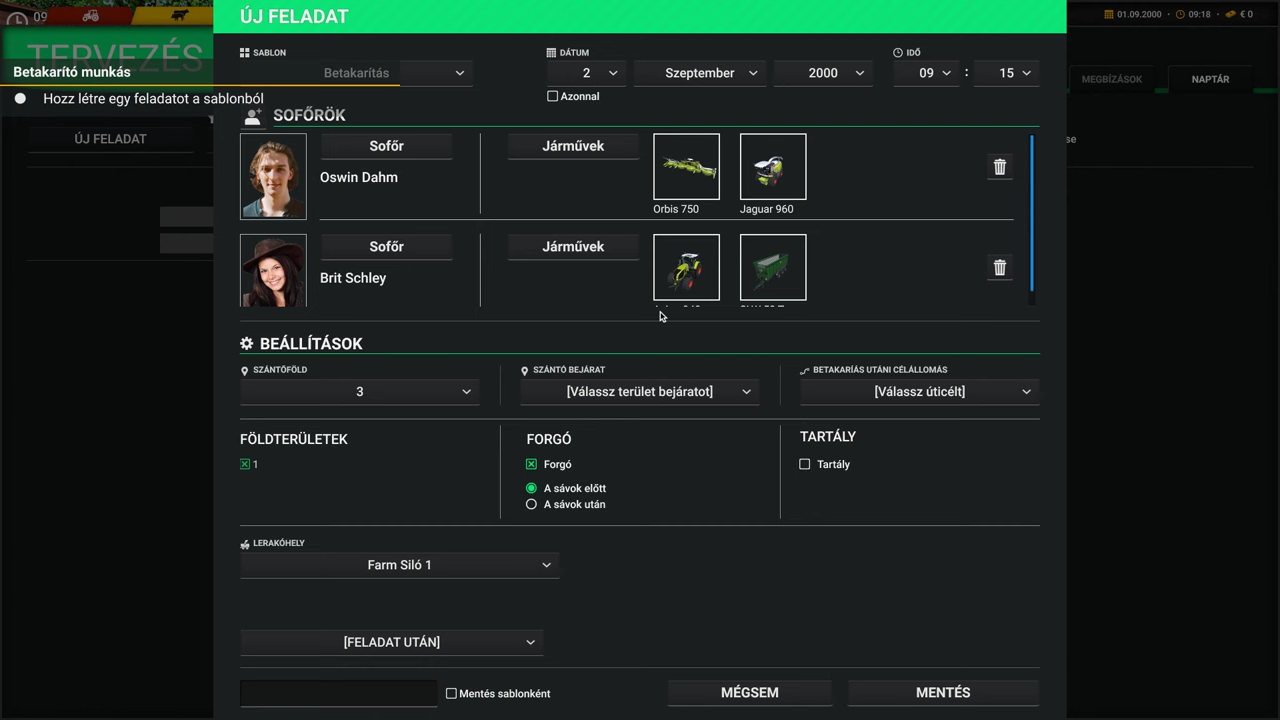 09
01.09.2000 · 09:18 · € 0
ÚJ FELADAT
TERVEZÉS
Betakarító munkás
Hozz létre egy feladatot a sablonból
ÚJ FELADAT
MEGBÍZÁSOK
NAPTÁR
se
SABLON
Betakarítás
DÁTUM
2
Szeptember
2000
Azonnal
IDŐ
09 : 15
SOFŐRÖK
Sofőr
Oswin Dahm
Járművek
Orbis 750
Jaguar 960
Sofőr
Brit Schley
Járművek
BEÁLLÍTÁSOK
SZÁNTÓFÖLD
3
SZÁNTÓ BEJÁRAT
[Válassz terület bejáratot]
BETAKARÍÁS UTÁNI CÉLÁLLOMÁS
[Válassz úticélt]
FÖLDTERÜLETEK
1
FORGÓ
Forgó
A sávok előtt
A sávok után
TARTÁLY
Tartály
LERAKÓHELY
Farm Siló 1
[FELADAT UTÁN]
Mentés sablonként
MÉGSEM
MENTÉS